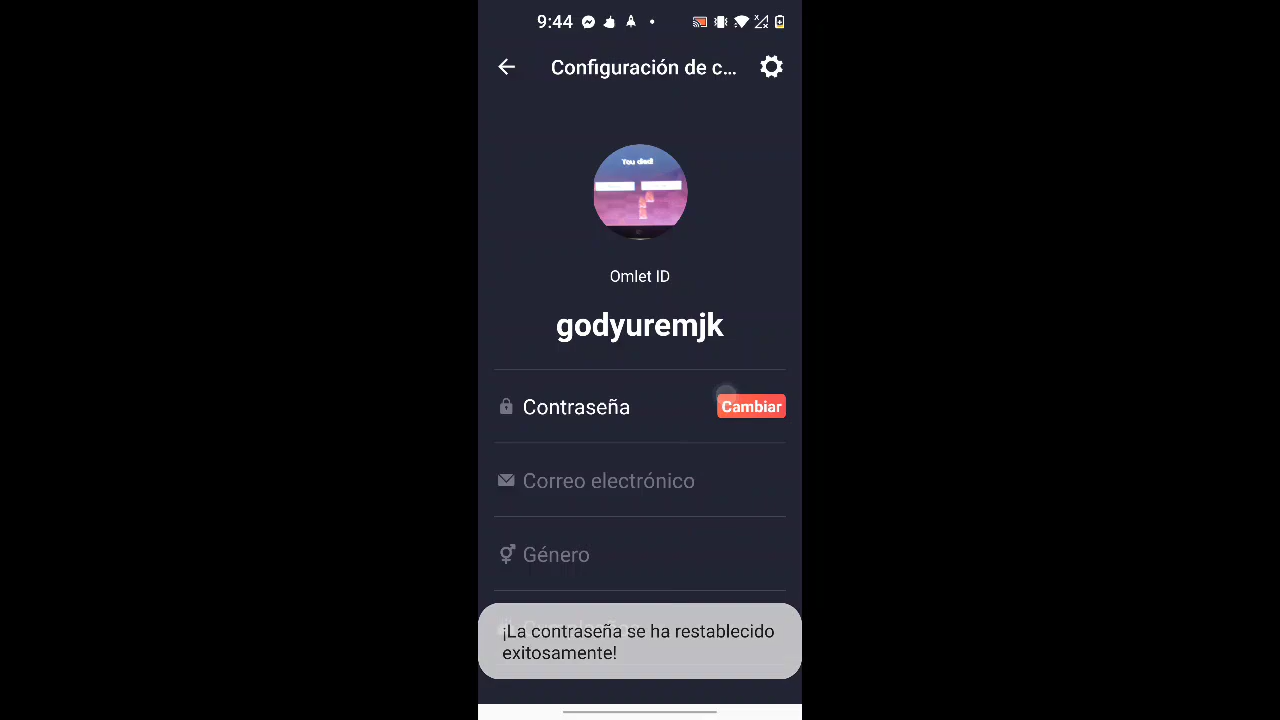 9:44
Configuración de c...
You died!
Omlet ID
godyuremjk
Contraseña
Cambiar
Correo electrónico
Género
¡La contraseña se ha restablecido
exitosamente!